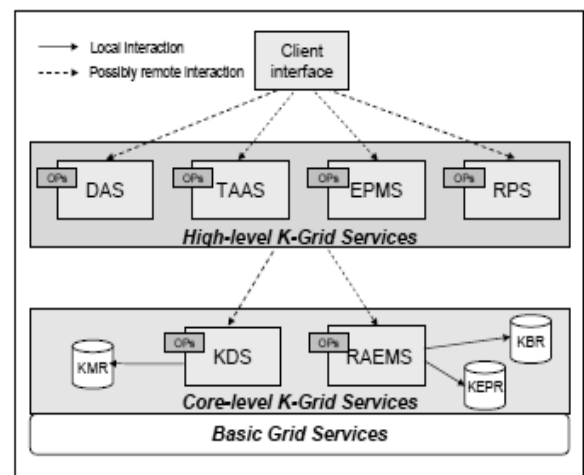 Local interaction
Possibly remote interaction
Client
interface
OPs
DAS
OPs
TAAS
OPs
EPMS
OPs
RPS
High-level K-Grid Services
OPs
KDS
OPs
RAEMS
KMR
KBR
KEPR
Core-level K-Grid Services
Basic Grid Services